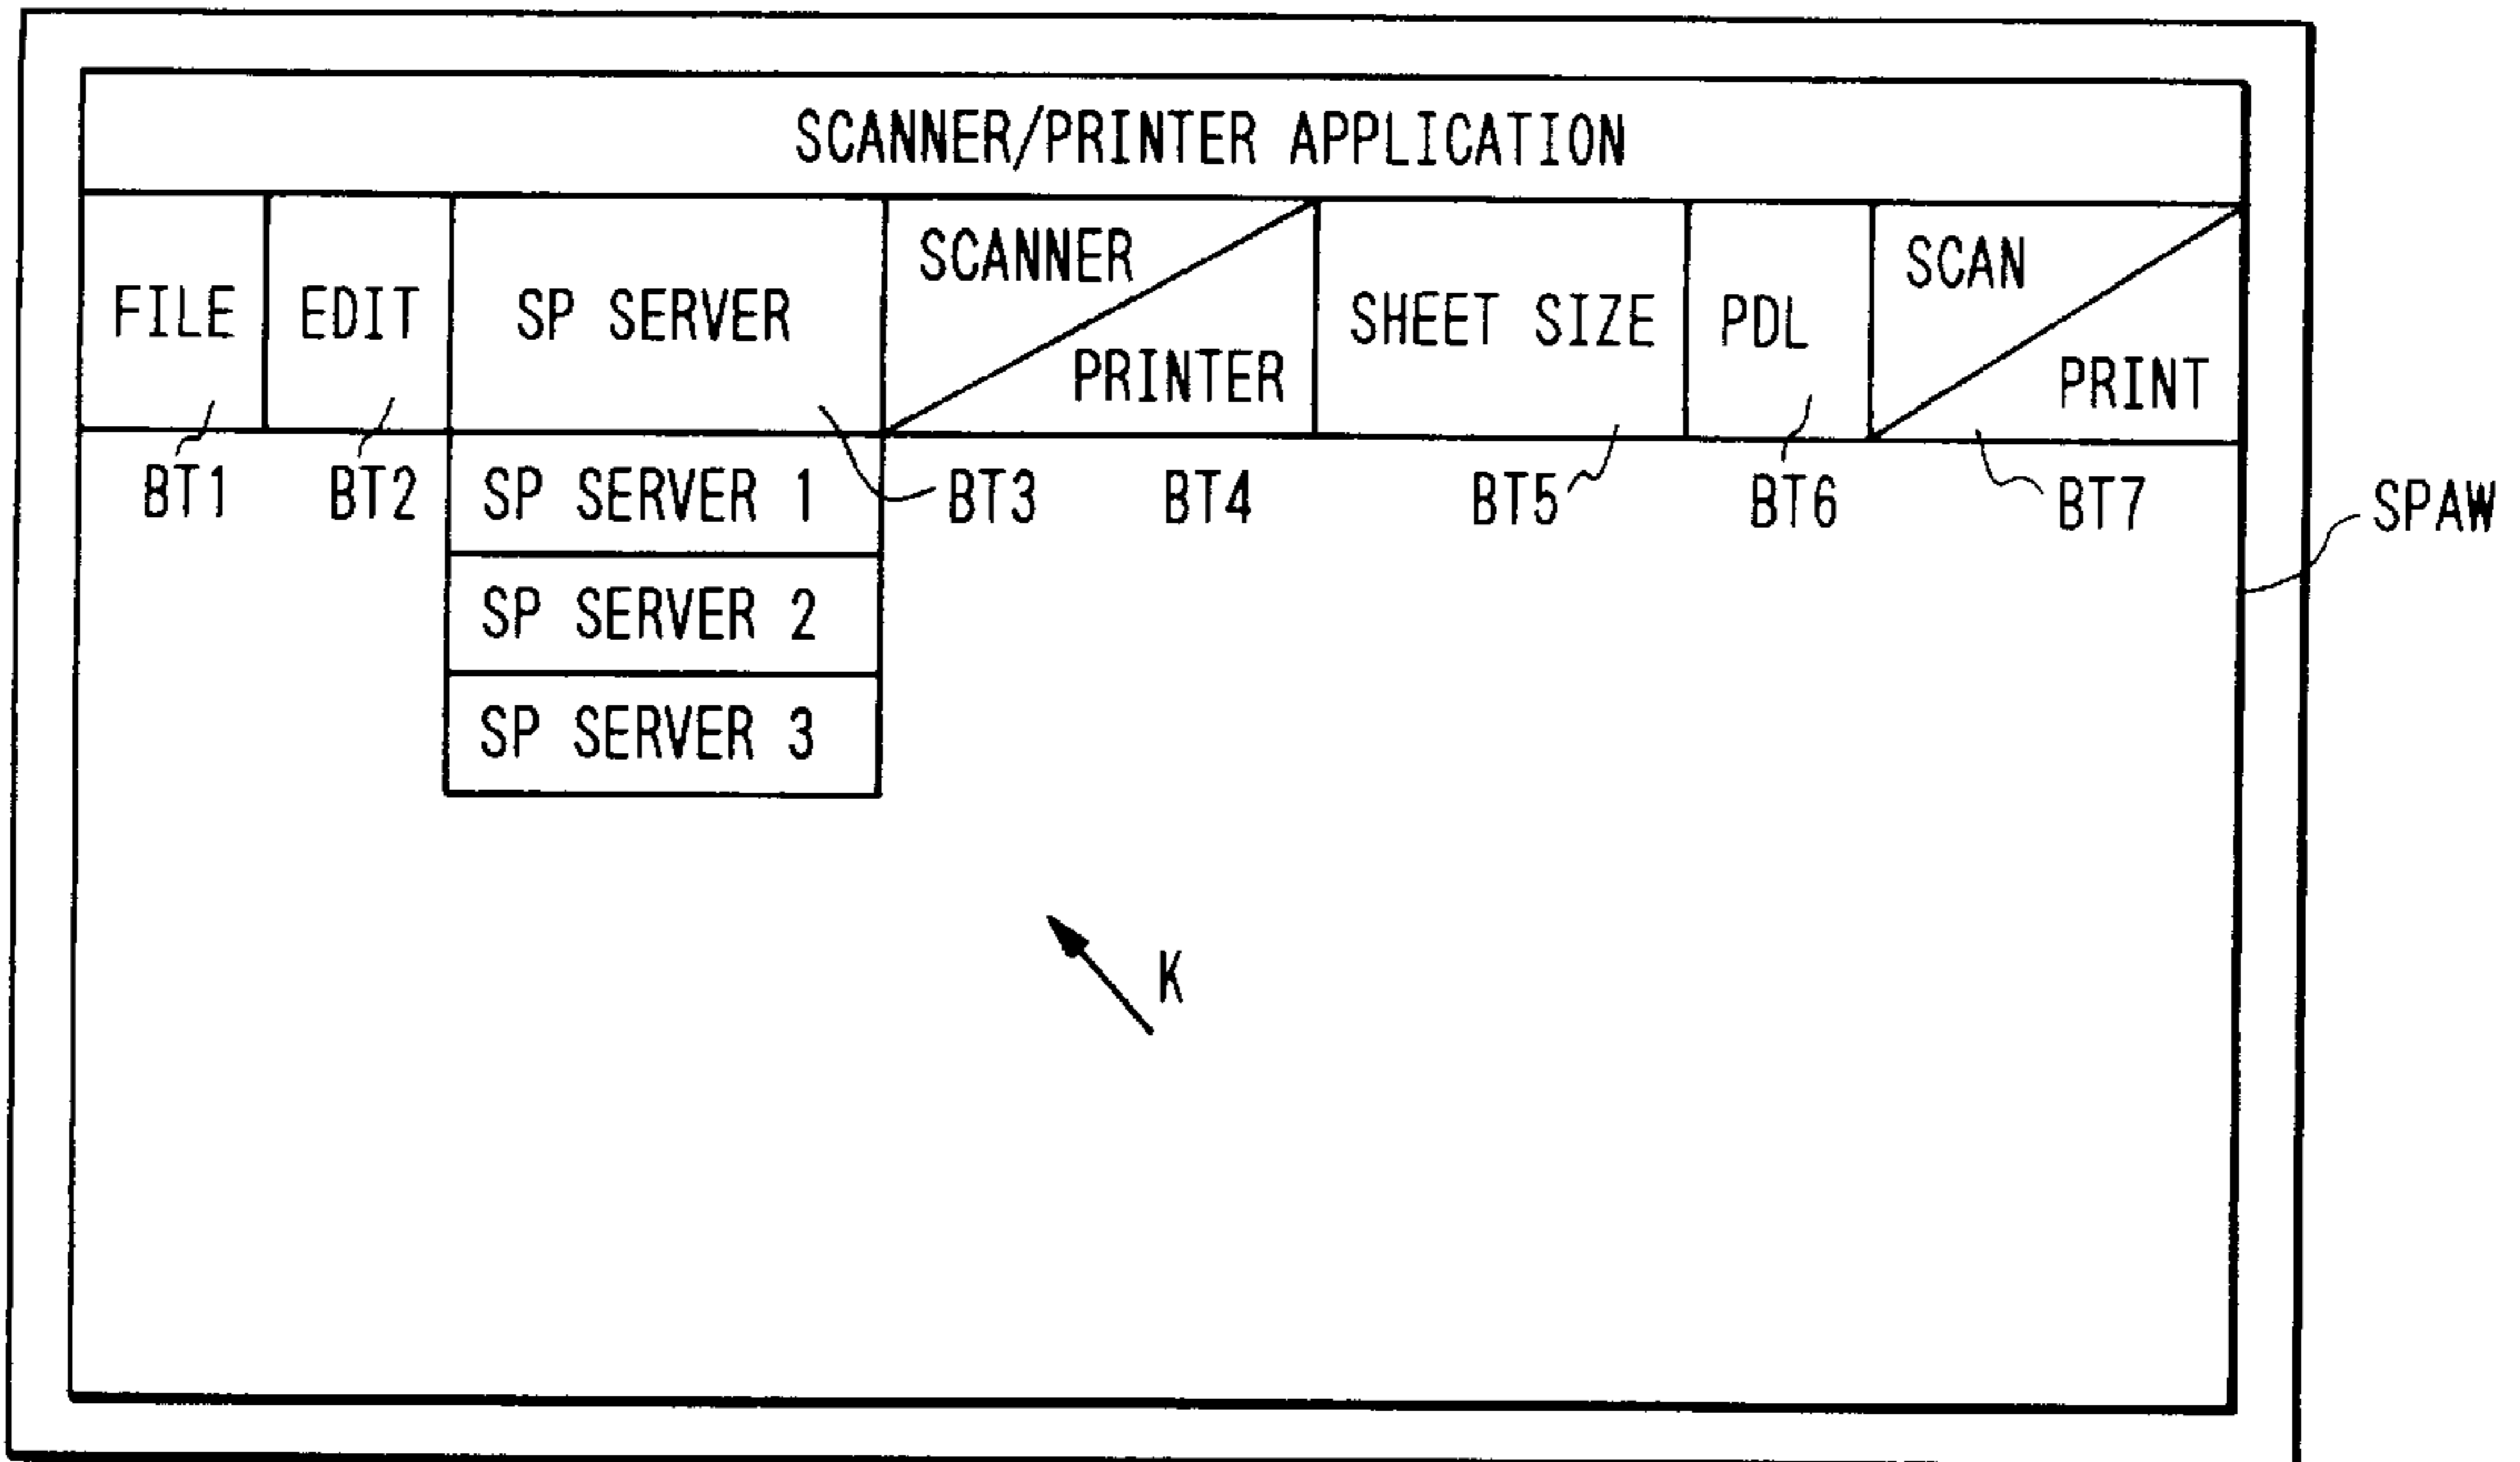 SCANNER/PRINTER APPLICATION
FILE
EDIT
SP SERVER
SCANNER
PRINTER
SHEET SIZE
PDL
SCAN
PRINT
BT1
BT2
SP SERVER 1
BT3
BT4
BT5
BT6
BT7
SPAW
SP SERVER 2
SP SERVER 3
K